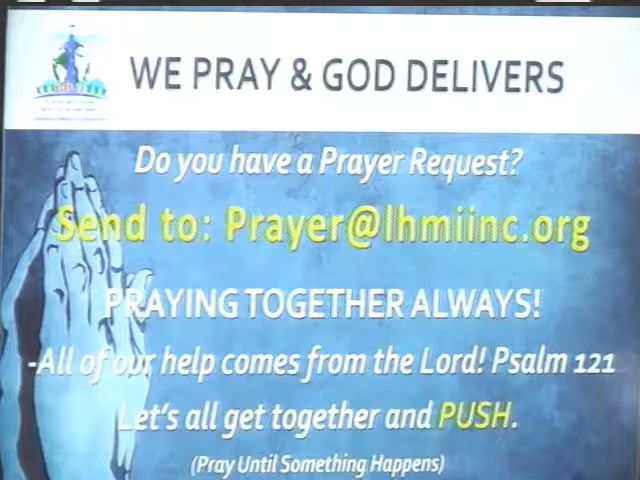 WE PRAY & GOD DELIVERS
Do you have a Prayer Request?
Send to: Prayer@lhmiinc.org
PRAYING TOGETHER ALWAYS!
-All of our help comes from the Lord! Psalm 121
Let's all get together and PUSH.
(Pray Until Something Happens)